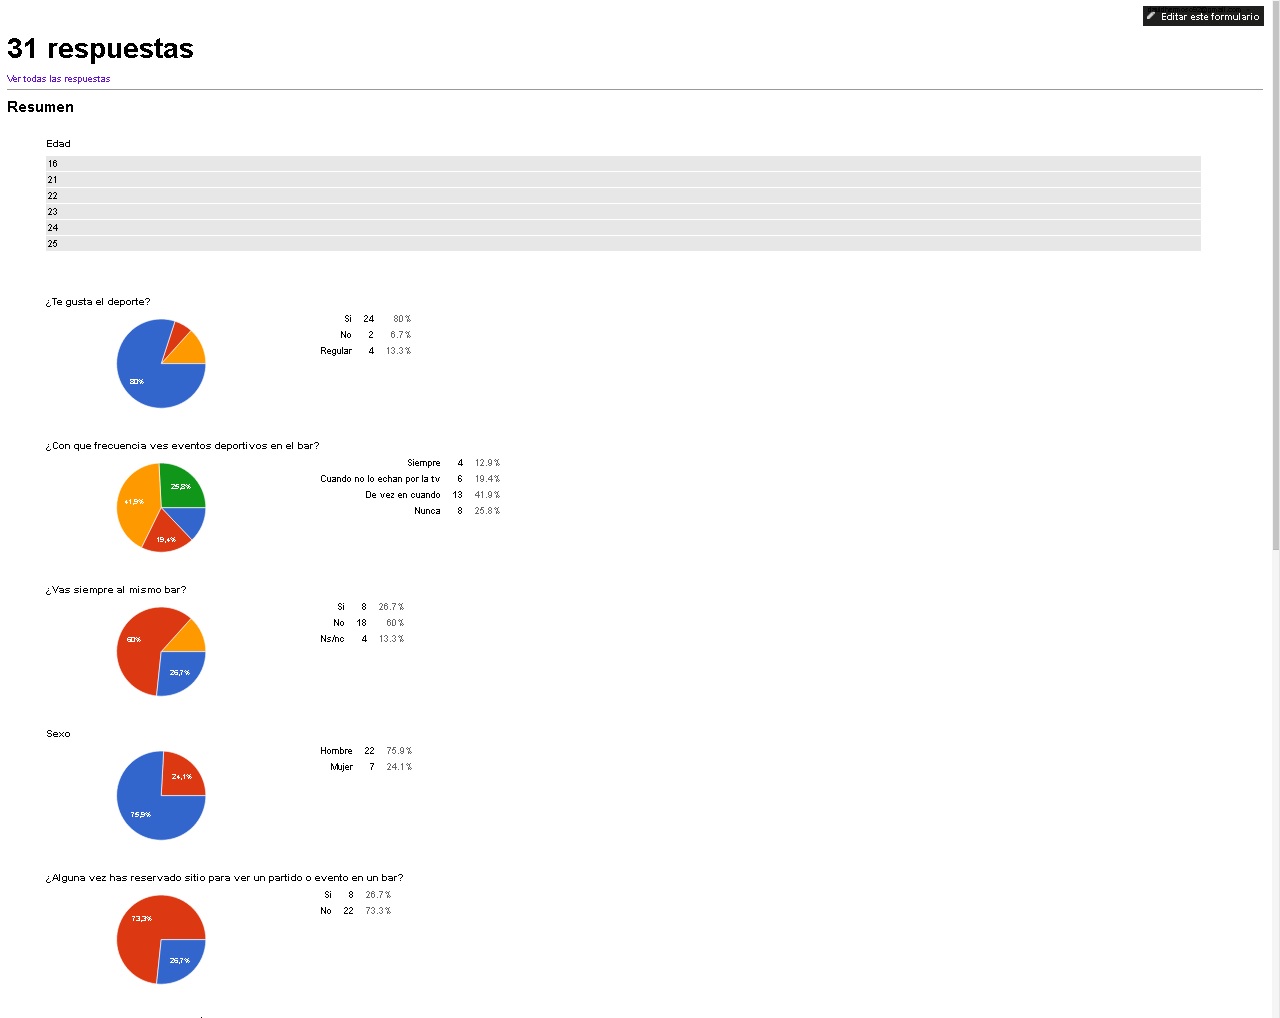 Editar este formulario
31 respuestas
Ver todas las respuestas
Resumen
Edad
16
21
22
23
24
25
¿Te gusta el deporte?
80%
Si 24 80%
No 2 6.7%
Regular 4 13.3%
¿Con que frecuencia ves eventos deportivos en el bar?
25,8%
41,9%
19,4%
Siempre 4 12.9%
Cuando no lo echan por la tv 6 19.4%
De vez en cuando 13 41.9%
Nunca 8 25.8%
¿Vas siempre al mismo bar?
60%
26,7%
Si 8 26.7%
No 18 60%
Ns/nc 4 13.3%
Sexo
24,1%
75,9%
Hombre 22 75.9%
Mujer 7 24.1%
¿Alguna vez has reservado sitio para ver un partido o evento en un bar?
73,3%
26,7%
Si 8 26.7%
No 22 73.3%